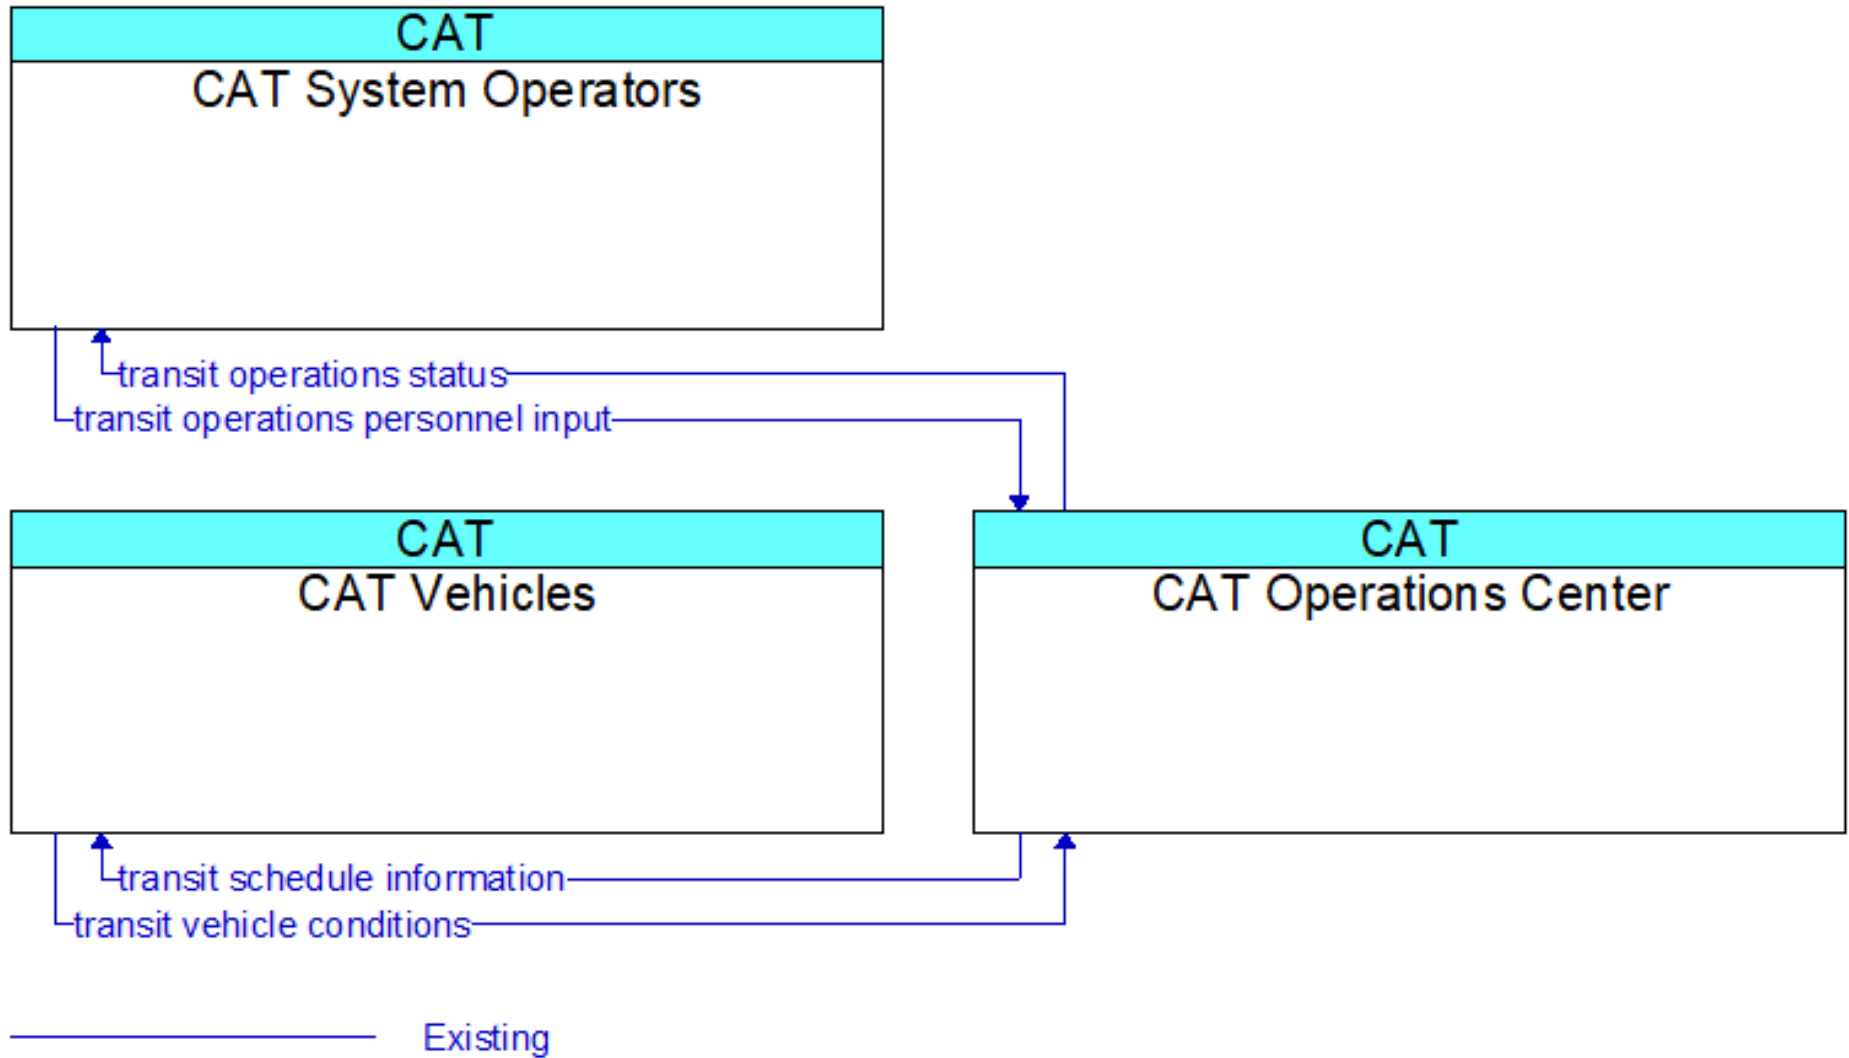 CAT
CAT System Operators
transit operations status
transit operations personnel input
CAT
CAT Vehicles
CAT
CAT Operations Center
transit schedule information
transit vehicle conditions
Existing